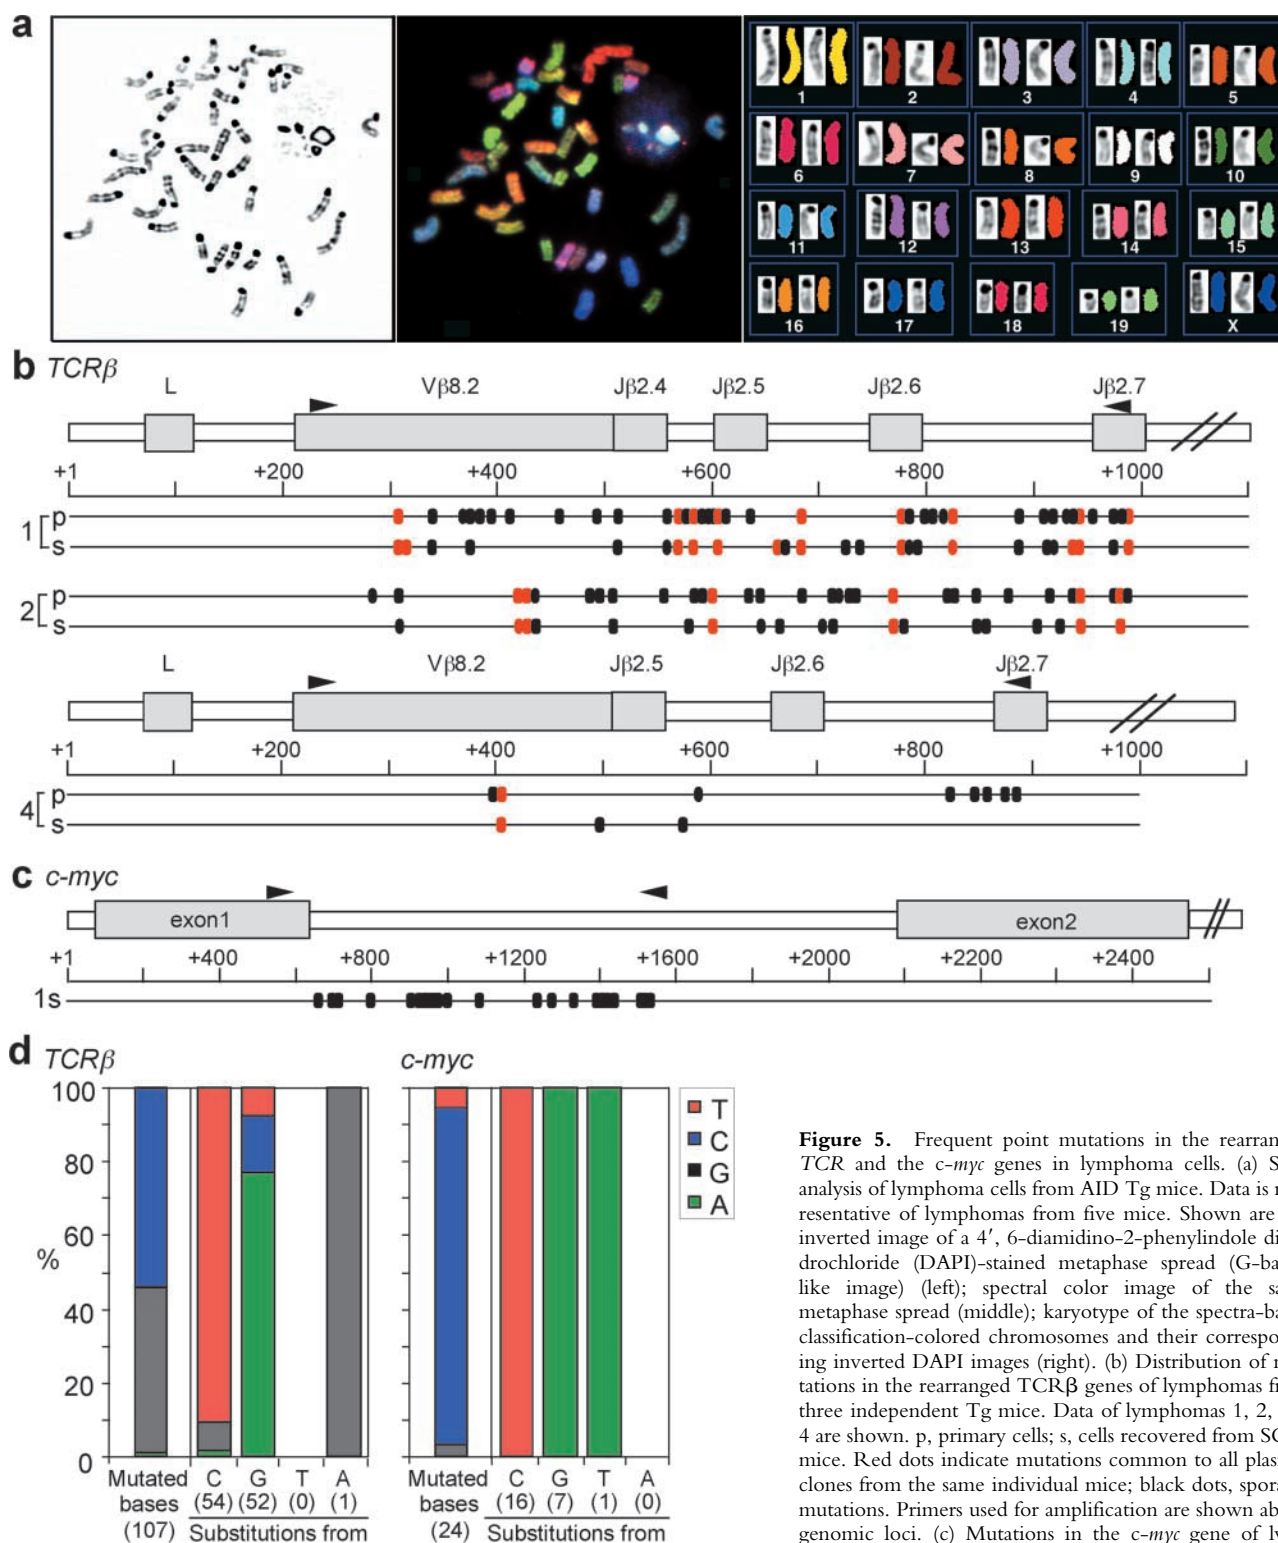 a
1 2 3 4 5
6 7 8 9 10
11 12 13 14 15
16 17 18 19 X
b TCRβ
L Vβ8.2 Jβ2.4 Jβ2.5 Jβ2.6 Jβ2.7
+1 +200 +400 +600 +800 +1000
1 p
s
2 p
s
L Vβ8.2 Jβ2.5 Jβ2.6 Jβ2.7
+1 +200 +400 +600 +800 +1000
4 p
s
c c-myc
exon1 exon2
+1 +400 +800 +1200 +1600 +2000 +2200 +2400
1s
d TCRβ c-myc
100
80
60
%
40
20
0
T
C
G
A
Mutated bases (107)
C G T A
(54) (52) (0) (1)
Substitutions from
Mutated bases (24)
C G T A
(16) (7) (1) (0)
Substitutions from
Figure 5. Frequent point mutations in the rearran
TCR and the c-myc genes in lymphoma cells. (a) S
analysis of lymphoma cells from AID Tg mice. Data is r
resentative of lymphomas from five mice. Shown are
inverted image of a 4′, 6-diamidino-2-phenylindole di
drochloride (DAPI)-stained metaphase spread (G-ba
like image) (left); spectral color image of the sa
metaphase spread (middle); karyotype of the spectra-ba
classification-colored chromosomes and their correspo
ing inverted DAPI images (right). (b) Distribution of r
tations in the rearranged TCRβ genes of lymphomas fr
three independent Tg mice. Data of lymphomas 1, 2,
4 are shown. p, primary cells; s, cells recovered from SC
mice. Red dots indicate mutations common to all plas
clones from the same individual mice; black dots, spora
mutations. Primers used for amplification are shown ab
genomic loci. (c) Mutations in the c-myc gene of ly